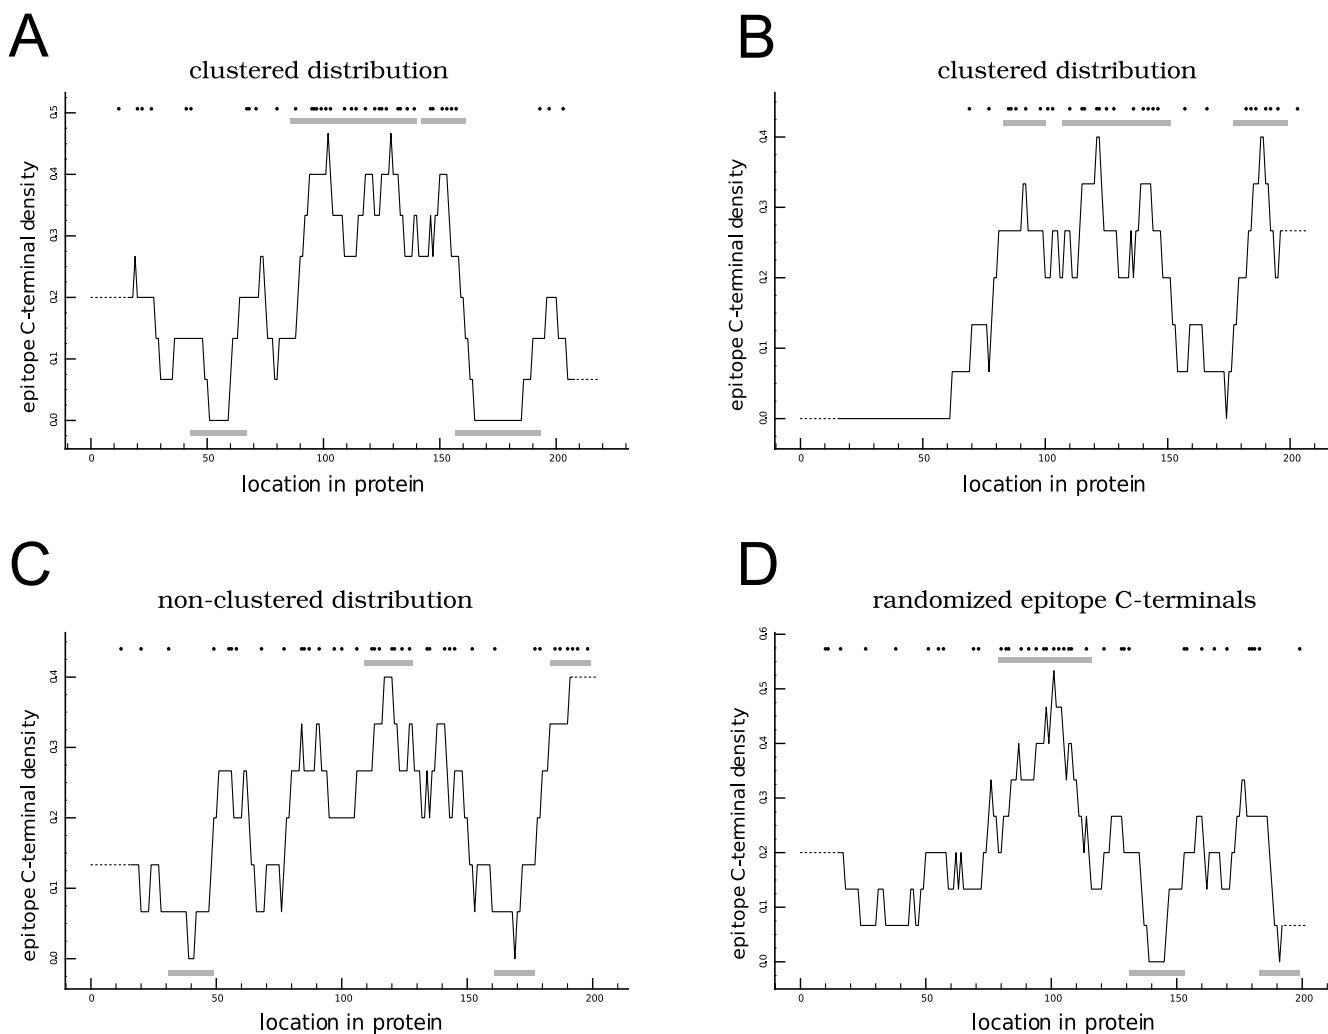 A
clustered distribution
epitope C-terminal density
0.5
0.4
0.3
0.2
0.1
0.0
0 50 100 150 200
location in protein
B
clustered distribution
epitope C-terminal density
0.4
0.3
0.2
0.1
0.0
0 50 100 150 200
location in protein
C
non-clustered distribution
epitope C-terminal density
0.4
0.3
0.2
0.1
0.0
0 50 100 150 200
location in protein
D
randomized epitope C-terminals
epitope C-terminal density
0.6
0.5
0.4
0.3
0.2
0.1
0.0
0 50 100 150 200
location in protein